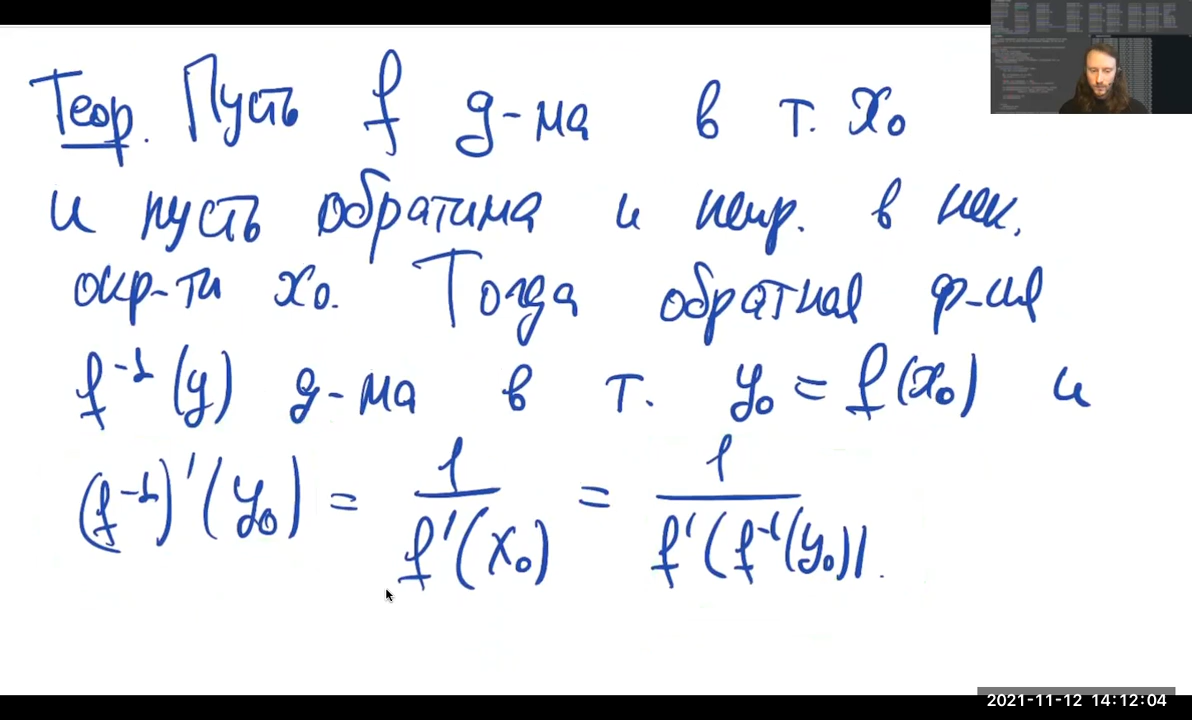 Теор. Пусть f д-ма в т. x₀
и пусть обратима и непр. в нек.
окр-ти x₀. Тогда обратная ф-ия
f⁻¹(y) д-ма в т. y₀ = f(x₀) и
(f⁻¹)'(y₀) = 1/f'(x₀) = 1/f'(f⁻¹(y₀)).
2021-11-12 14:12:04